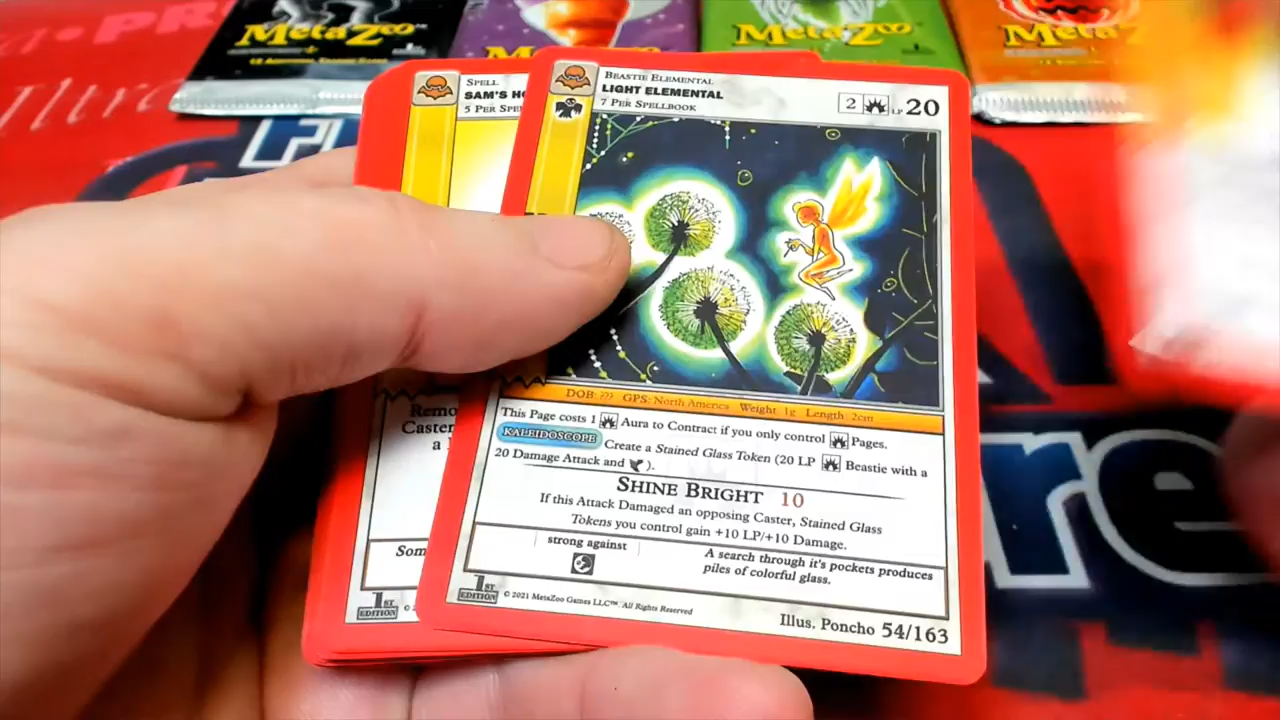 a•PR
Ultra
MetaZoo
MetaZoo
MetaZoo
SPELL
SAM'S HO
5 PER SPE
BEASTIE ELEMENTAL
LIGHT ELEMENTAL
7 PER SPELLBOOK
2 LP 20
DOB: ??? GPS: North America Weight 1g Length 2cm
This Page costs 1 Aura to Contract if you only control Pages.
KALEIDOSCOPE Create a Stained Glass Token (20 LP Beastie with a
20 Damage Attack and ).
SHINE BRIGHT 10
If this Attack Damaged an opposing Caster, Stained Glass
Tokens you control gain +10 LP/+10 Damage.
strong against
A search through it's pockets produces
piles of colorful glass.
1ST
EDITION
© 2021 MetaZoo Games LLC™. All Rights Reserved
Illus. Poncho 54/163
Remo
Caster
a
Som
1ST
EDITION
re